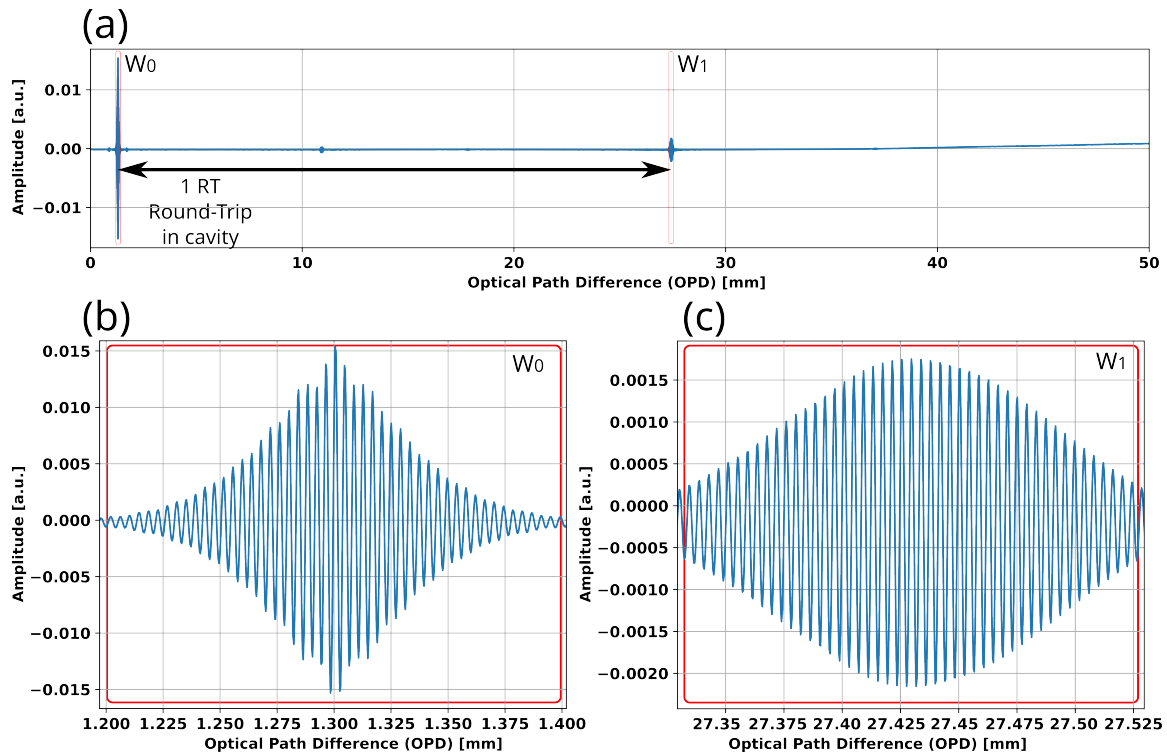 (a)
Amplitude [a.u.]
0.01
0.00
−0.01
W0
W1
1 RT
Round-Trip
in cavity
0 10 20 30 40 50
Optical Path Difference (OPD) [mm]
(b)
Amplitude [a.u.]
0.015
0.010
0.005
0.000
−0.005
−0.010
−0.015
W0
1.200 1.225 1.250 1.275 1.300 1.325 1.350 1.375 1.400
Optical Path Difference (OPD) [mm]
(c)
Amplitude [a.u.]
0.0015
0.0010
0.0005
0.0000
−0.0005
−0.0010
−0.0015
−0.0020
W1
27.35 27.375 27.40 27.425 27.45 27.475 27.50 27.525
Optical Path Difference (OPD) [mm]